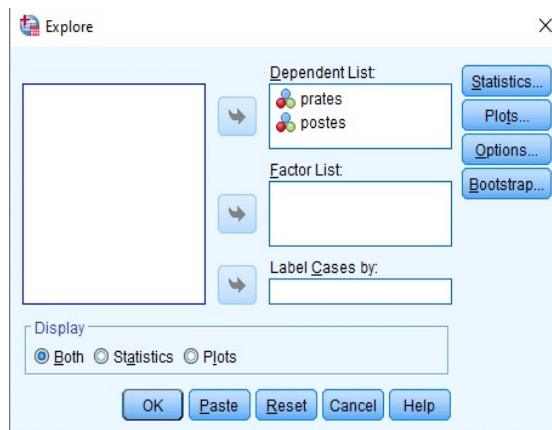 Explore
Dependent List:
prates
postes
Statistics...
Plots...
Options...
Bootstrap...
Factor List:
Label Cases by:
Display
Both Statistics Plots
OK Paste Reset Cancel Help